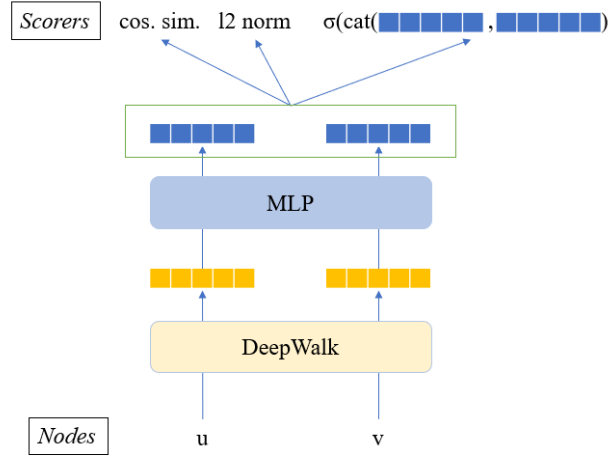 Scorers cos. sim. l2 norm σ(cat( , )
MLP
DeepWalk
Nodes u v